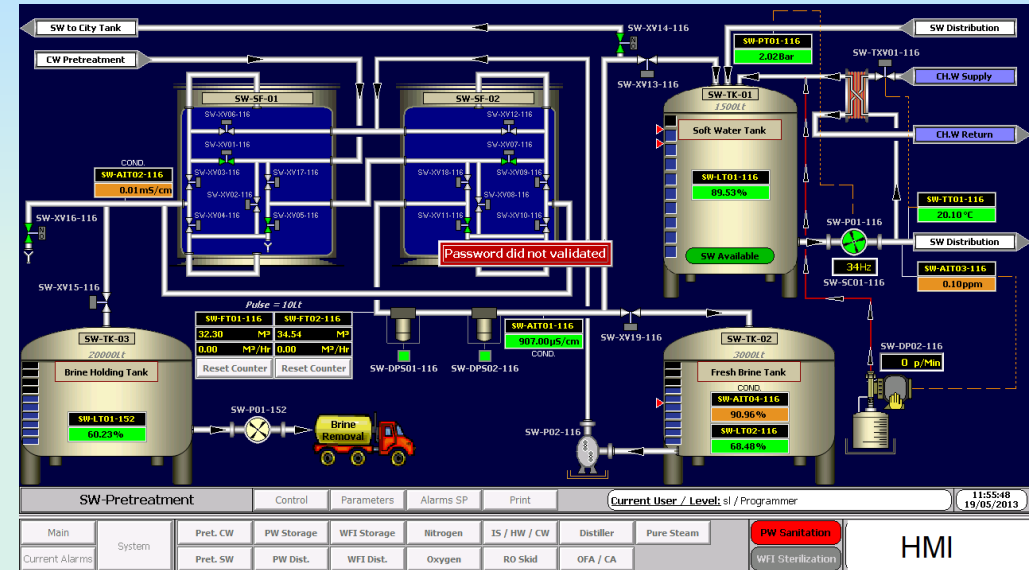 SW to City Tank
CW Pretreatment
SW-XV14-116
SW-XV13-116
SW-PT01-116
2.02Bar
SW-TXV01-116
SW Distribution
CH.W Supply
CH.W Return
SW-SF-01
SW-XV06-116
SW-XV01-116
SW-XV03-116
SW-XV17-116
SW-XV02-116
SW-XV04-116
SW-XV05-116
SW-SF-02
SW-XV12-116
SW-XV07-116
SW-XV18-116
SW-XV09-116
SW-XV08-116
SW-XV11-116
SW-XV10-116
SW-TK-01
1500Lt
Soft Water Tank
SW-LT01-116
89.53%
SW Available
COND.
SW-AIT02-116
0.01mS/cm
SW-XV16-116
SW-P01-116
34Hz
SW-SC01-116
SW-TT01-116
20.10 °C
SW Distribution
SW-AIT03-116
0.10ppm
Password did not validated
SW-XV15-116
Pulse = 10Lt
SW-FT01-116 SW-FT02-116
32.30 M³ 34.54 M³
0.00 M³/Hr 0.00 M³/Hr
Reset Counter Reset Counter
SW-DPS01-116
SW-DPS02-116
SW-AIT01-116
907.00µS/cm
COND.
SW-XV19-116
SW-TK-03
20000Lt
Brine Holding Tank
SW-LT01-152
60.23%
SW-P01-152
Brine
Removal
SW-P02-116
SW-TK-02
3000Lt
Fresh Brine Tank
COND.
SW-AIT04-116
90.96%
SW-LT02-116
68.48%
SW-DP02-116
0 p/Min
SW-Pretreatment
Control Parameters Alarms SP Print
Current User / Level: sl / Programmer
11:55:48
19/05/2013
Main System Pret. CW PW Storage WFI Storage Nitrogen IS / HW / CW Distiller Pure Steam PW Sanitation
Current Alarms Pret. SW PW Dist. WFI Dist. Oxygen RO Skid OFA / CA WFI Sterilization
HMI